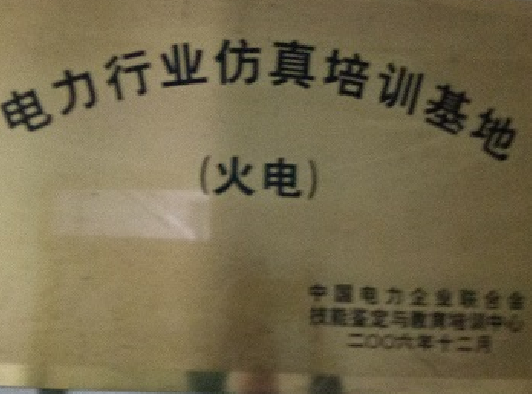 电力行业仿真培训基地
(火电)
中国电力企业联合会
技能鉴定与教育培训中心
二〇〇六年十二月